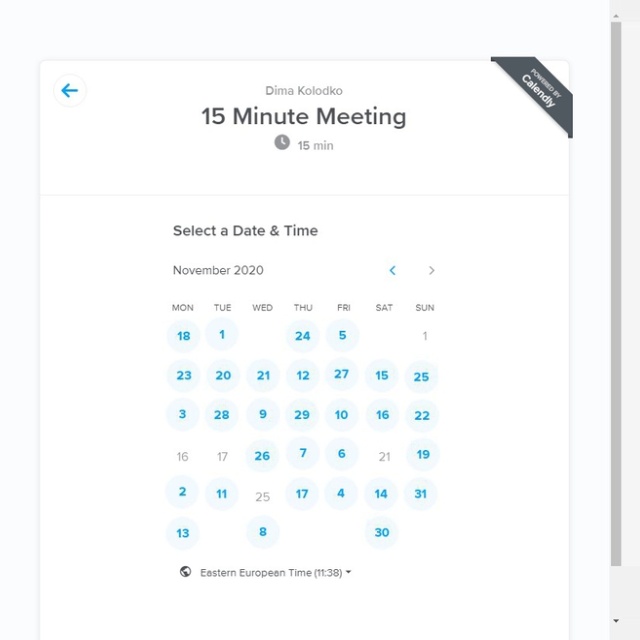 POWERED BY
Calendly
Dima Kolodko
15 Minute Meeting
15 min
Select a Date & Time
November 2020
MON TUE WED THU FRI SAT SUN
18 1 24 5 1
23 20 21 12 27 15 25
3 28 9 29 10 16 22
16 17 26 7 6 21 19
2 11 25 17 4 14 31
13 8 30
Eastern European Time (11:38)